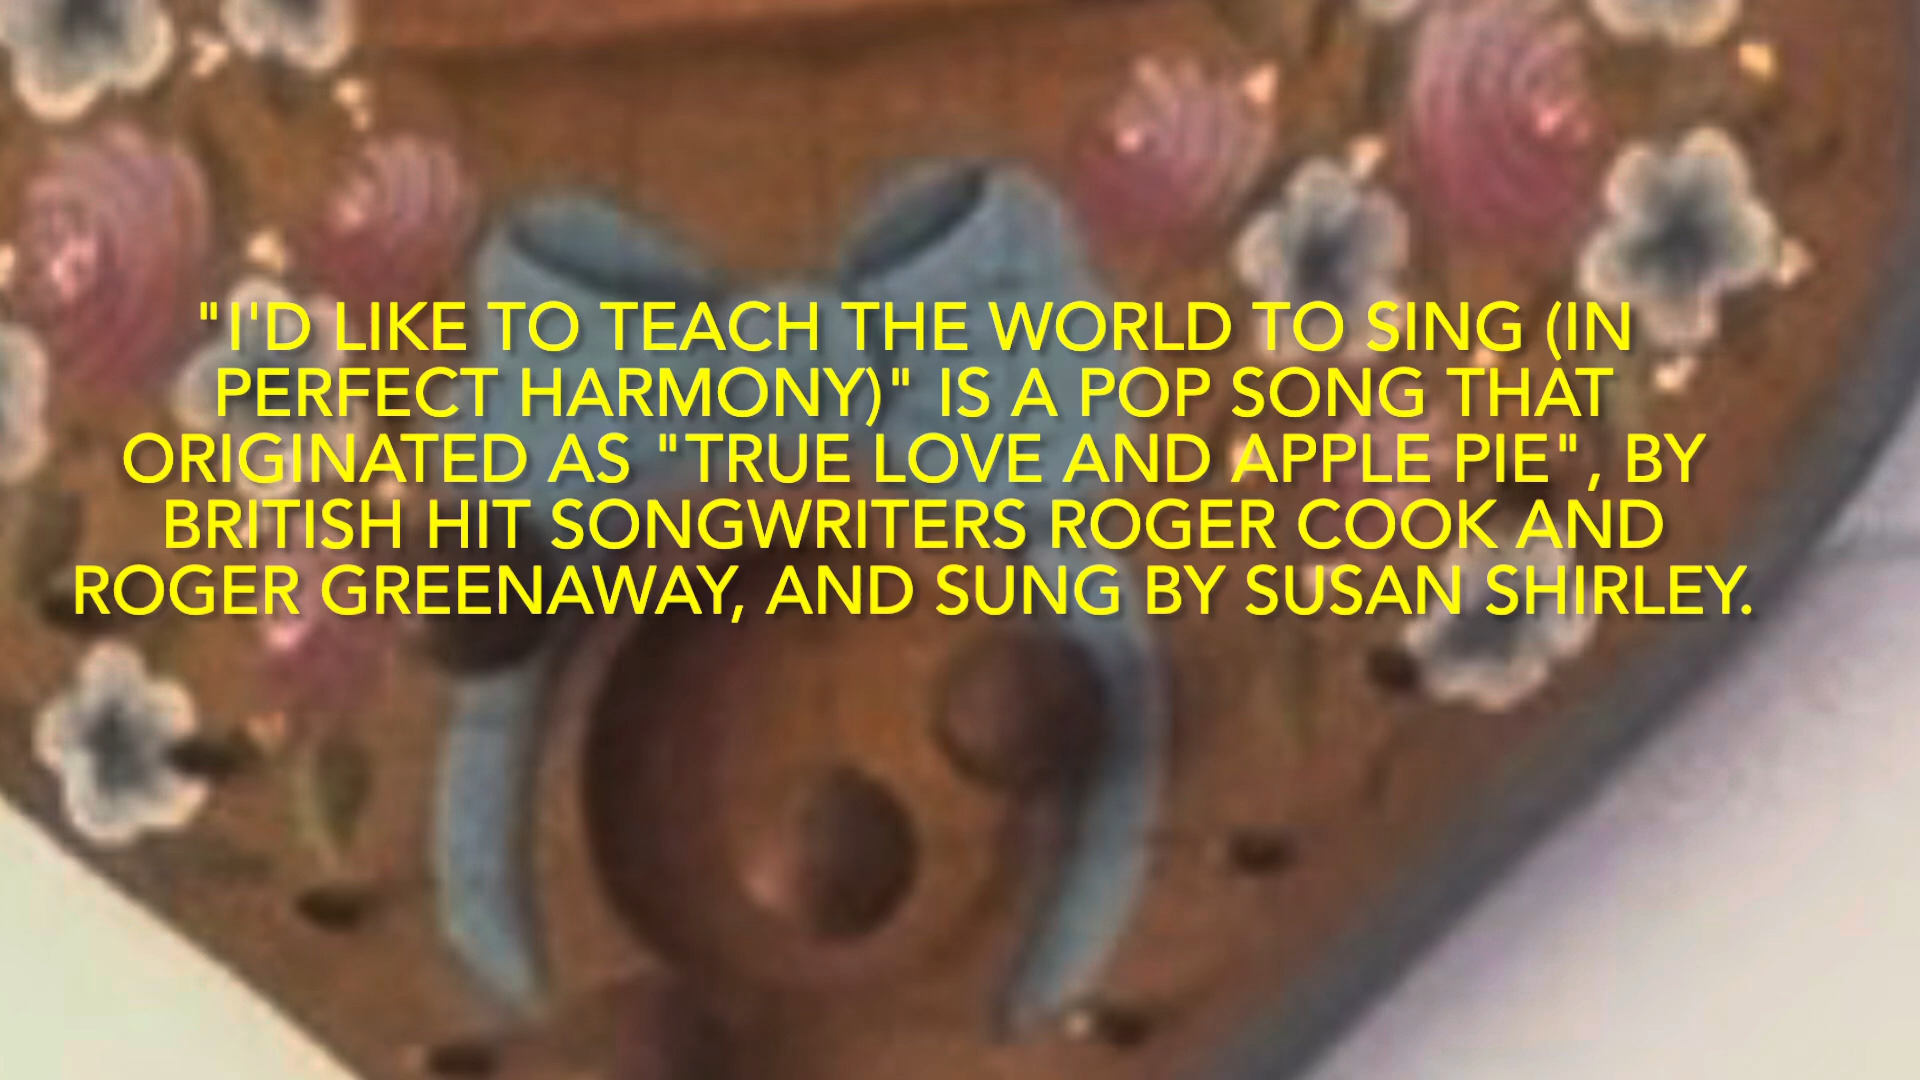 "I'D LIKE TO TEACH THE WORLD TO SING (IN
PERFECT HARMONY)" IS A POP SONG THAT
ORIGINATED AS "TRUE LOVE AND APPLE PIE", BY
BRITISH HIT SONGWRITERS ROGER COOK AND
ROGER GREENAWAY, AND SUNG BY SUSAN SHIRLEY.